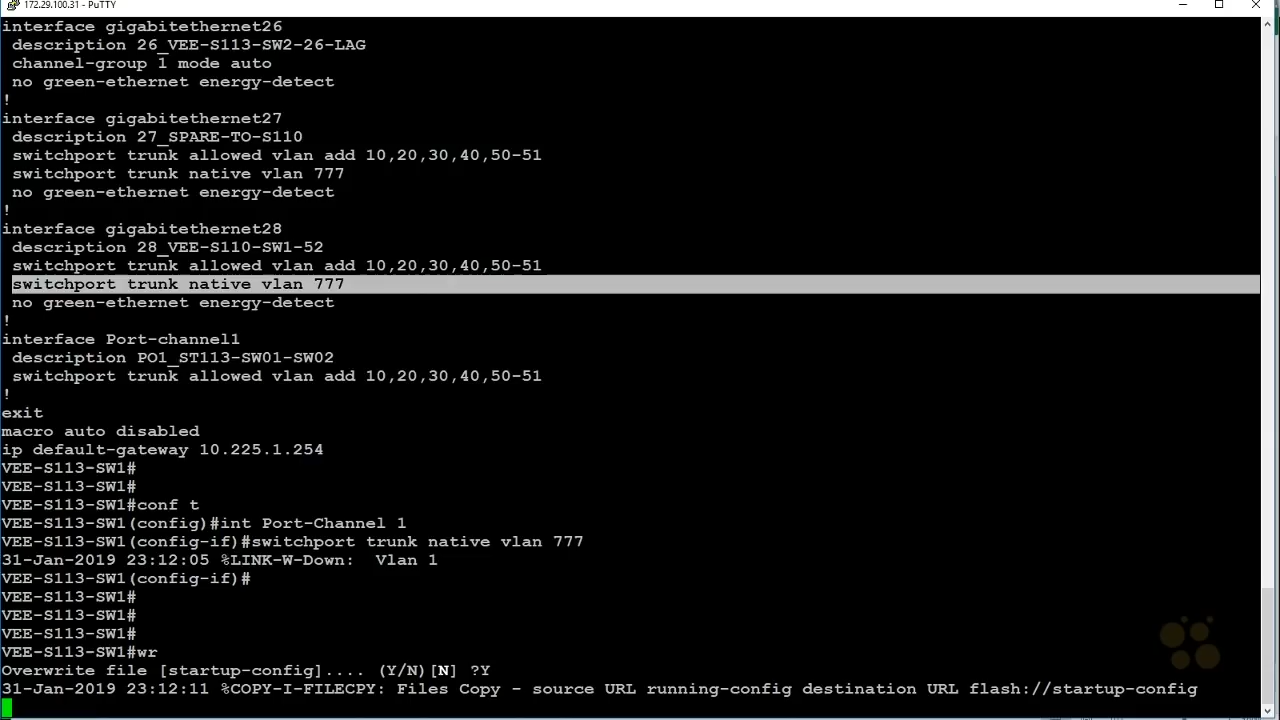 172.29.100.31 - PuTTY
interface gigabitethernet26
 description 26_VEE-S113-SW2-26-LAG
 channel-group 1 mode auto
 no green-ethernet energy-detect
!
interface gigabitethernet27
 description 27_SPARE-TO-S110
 switchport trunk allowed vlan add 10,20,30,40,50-51
 switchport trunk native vlan 777
 no green-ethernet energy-detect
!
interface gigabitethernet28
 description 28_VEE-S110-SW1-52
 switchport trunk allowed vlan add 10,20,30,40,50-51
 switchport trunk native vlan 777
 no green-ethernet energy-detect
!
interface Port-channel1
 description PO1_ST113-SW01-SW02
 switchport trunk allowed vlan add 10,20,30,40,50-51
!
exit
macro auto disabled
ip default-gateway 10.225.1.254
VEE-S113-SW1#
VEE-S113-SW1#
VEE-S113-SW1#conf t
VEE-S113-SW1(config)#int Port-Channel 1
VEE-S113-SW1(config-if)#switchport trunk native vlan 777
31-Jan-2019 23:12:05 %LINK-W-Down:  Vlan 1
VEE-S113-SW1(config-if)#
VEE-S113-SW1#
VEE-S113-SW1#
VEE-S113-SW1#
VEE-S113-SW1#wr
Overwrite file [startup-config].... (Y/N)[N] ?Y
31-Jan-2019 23:12:11 %COPY-I-FILECPY: Files Copy - source URL running-config destination URL flash://startup-config